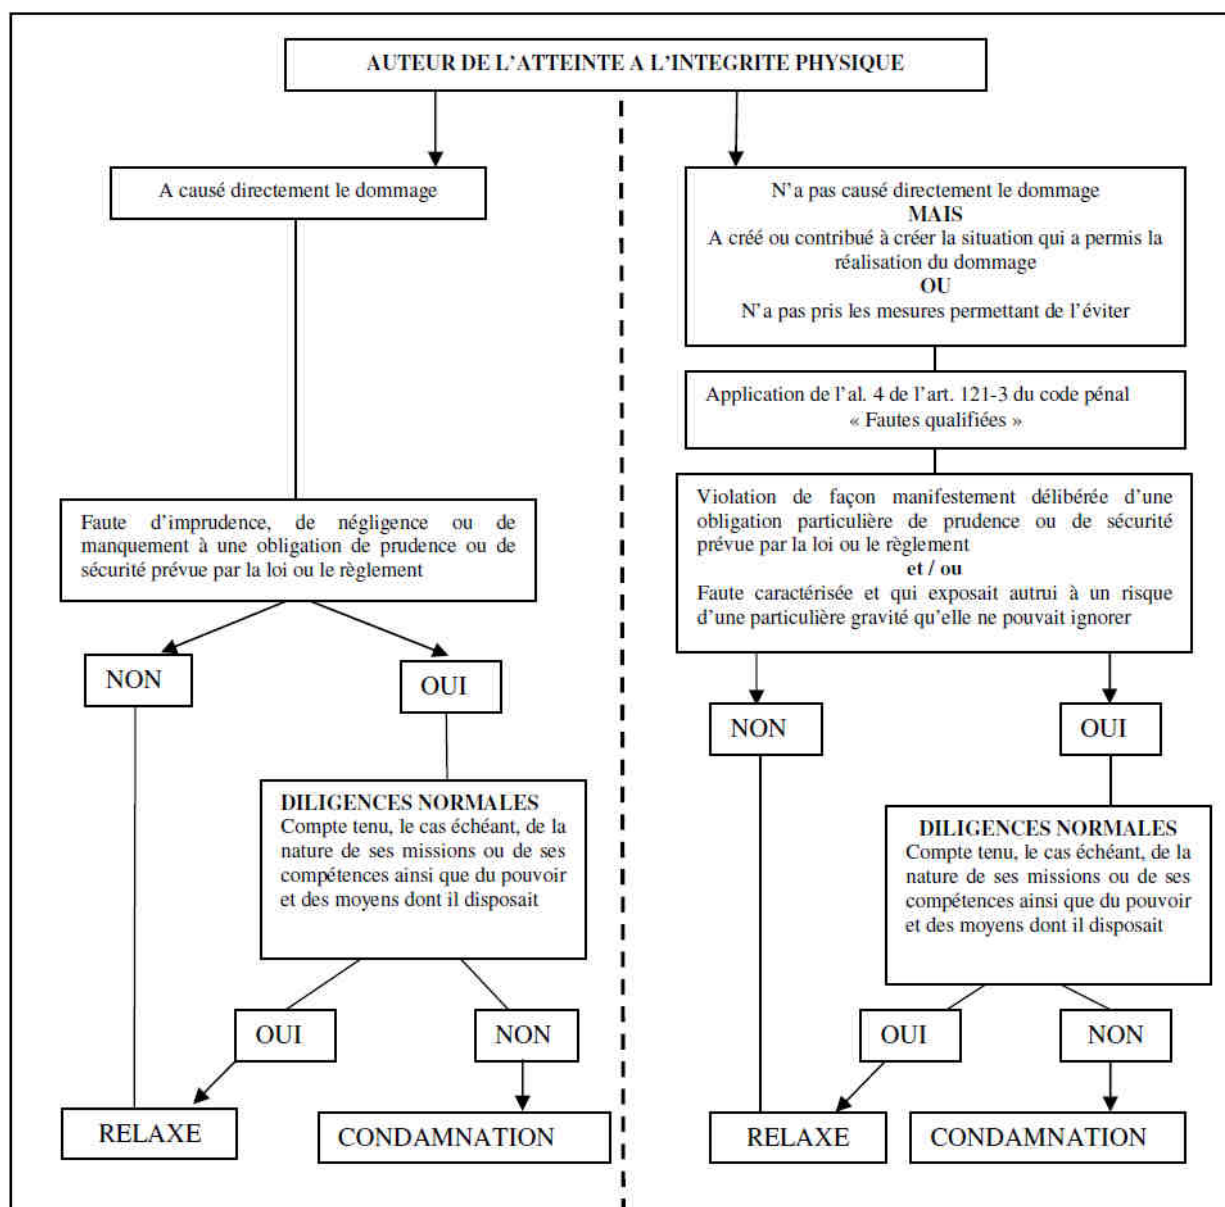 AUTEUR DE L'ATTEINTE A L'INTEGRITE PHYSIQUE
A causé directement le dommage
Faute d'imprudence, de négligence ou de
manquement à une obligation de prudence ou de
sécurité prévue par la loi ou le règlement
NON
OUI
DILIGENCES NORMALES
Compte tenu, le cas échéant, de la
nature de ses missions ou de ses
compétences ainsi que du pouvoir
et des moyens dont il disposait
OUI
NON
RELAXE
CONDAMNATION
N'a pas causé directement le dommage
MAIS
A créé ou contribué à créer la situation qui a permis la
réalisation du dommage
OU
N'a pas pris les mesures permettant de l'éviter
Application de l'al. 4 de l'art. 121-3 du code pénal
« Fautes qualifiées »
Violation de façon manifestement délibérée d'une
obligation particulière de prudence ou de sécurité
prévue par la loi ou le règlement
et / ou
Faute caractérisée et qui exposait autrui à un risque
d'une particulière gravité qu'elle ne pouvait ignorer
NON
OUI
DILIGENCES NORMALES
Compte tenu, le cas échéant, de la
nature de ses missions ou de ses
compétences ainsi que du pouvoir
et des moyens dont il disposait
OUI
NON
RELAXE
CONDAMNATION